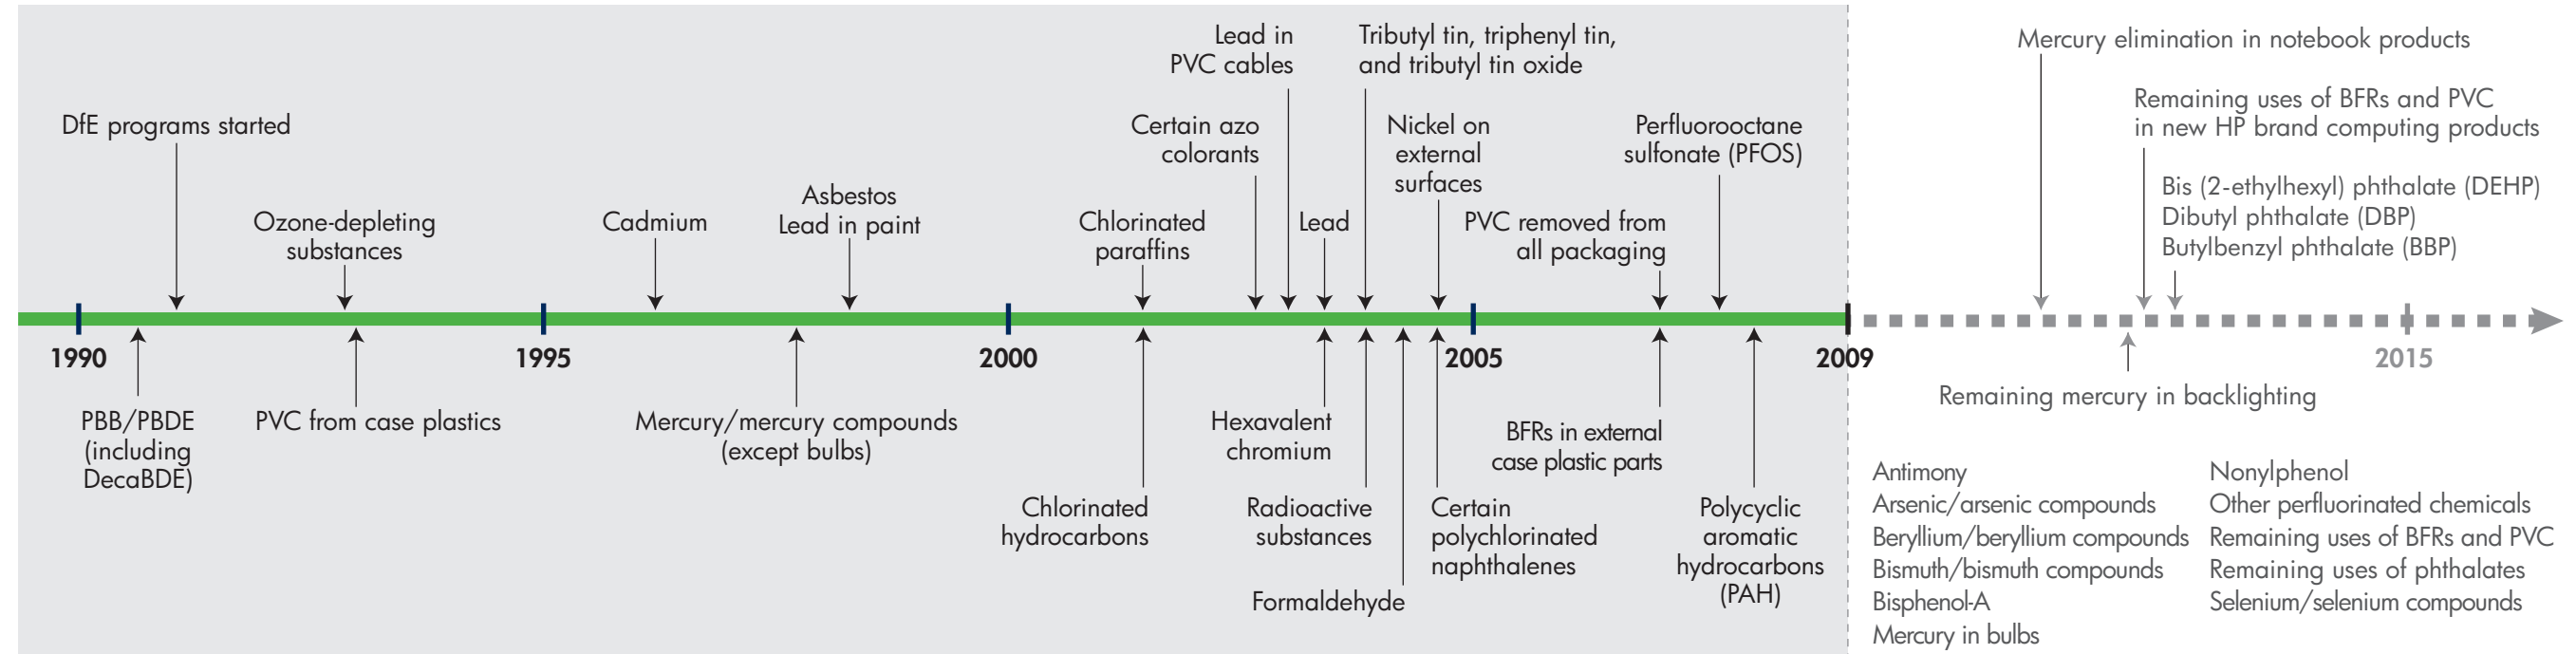 DfE programs started
Ozone-depleting
substances
Cadmium
Asbestos
Lead in paint
Chlorinated
paraffins
Certain azo
colorants
Lead in
PVC cables
Lead
Tributyl tin, triphenyl tin,
and tributyl tin oxide
Nickel on
external
surfaces
PVC removed from
all packaging
Perfluorooctane
sulfonate (PFOS)
Mercury elimination in notebook products
Remaining uses of BFRs and PVC
in new HP brand computing products
Bis (2-ethylhexyl) phthalate (DEHP)
Dibutyl phthalate (DBP)
Butylbenzyl phthalate (BBP)
1990
1995
2000
2005
2009
2015
PBB/PBDE
(including
DecaBDE)
PVC from case plastics
Mercury/mercury compounds
(except bulbs)
Chlorinated
hydrocarbons
Hexavalent
chromium
Radioactive
substances
Formaldehyde
Certain
polychlorinated
naphthalenes
BFRs in external
case plastic parts
Polycyclic
aromatic
hydrocarbons
(PAH)
Remaining mercury in backlighting
Antimony
Arsenic/arsenic compounds
Beryllium/beryllium compounds
Bismuth/bismuth compounds
Bisphenol-A
Mercury in bulbs
Nonylphenol
Other perfluorinated chemicals
Remaining uses of BFRs and PVC
Remaining uses of phthalates
Selenium/selenium compounds